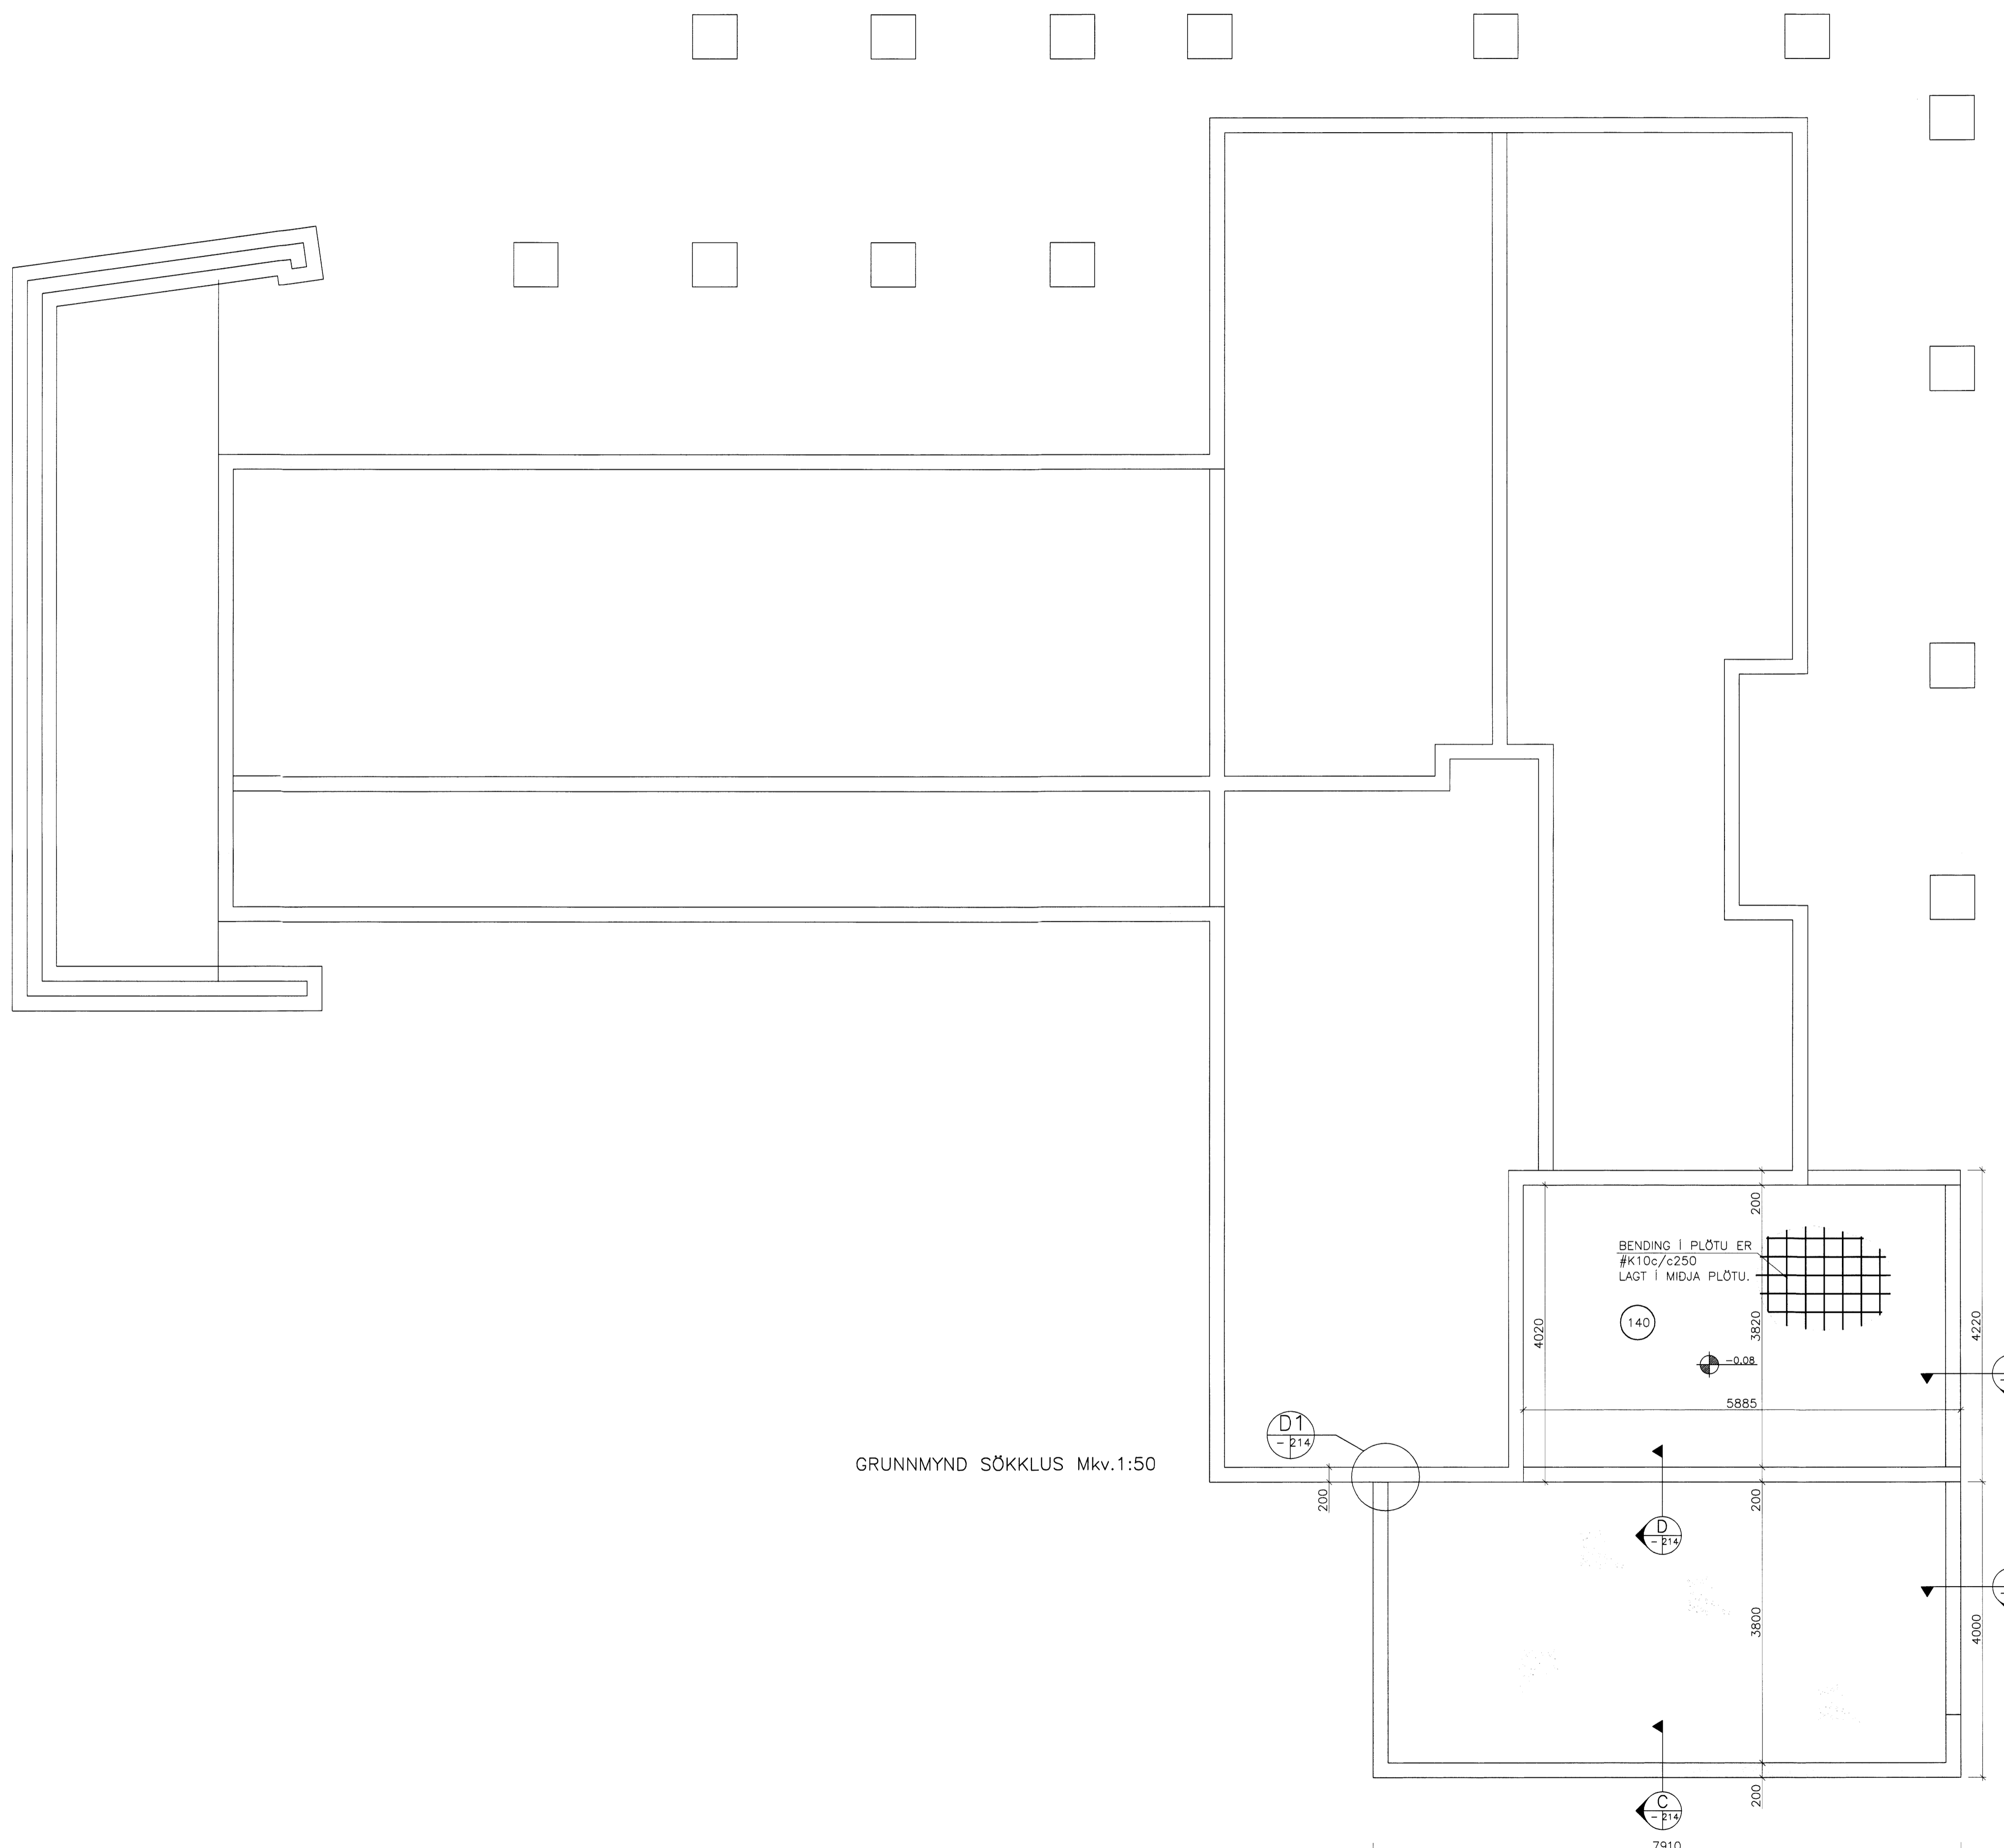 200
BENDING Í PLÖTU ER
#K10c/c250
LAGT Í MIÐJA PLÖTU.
140
4020
3820
4220
-0.08
5885
D1
- 214
GRUNNMYND SÖKKLUS Mkv.1:50
200
200
D
- 214
3800
4000
200
C
- 214
7910